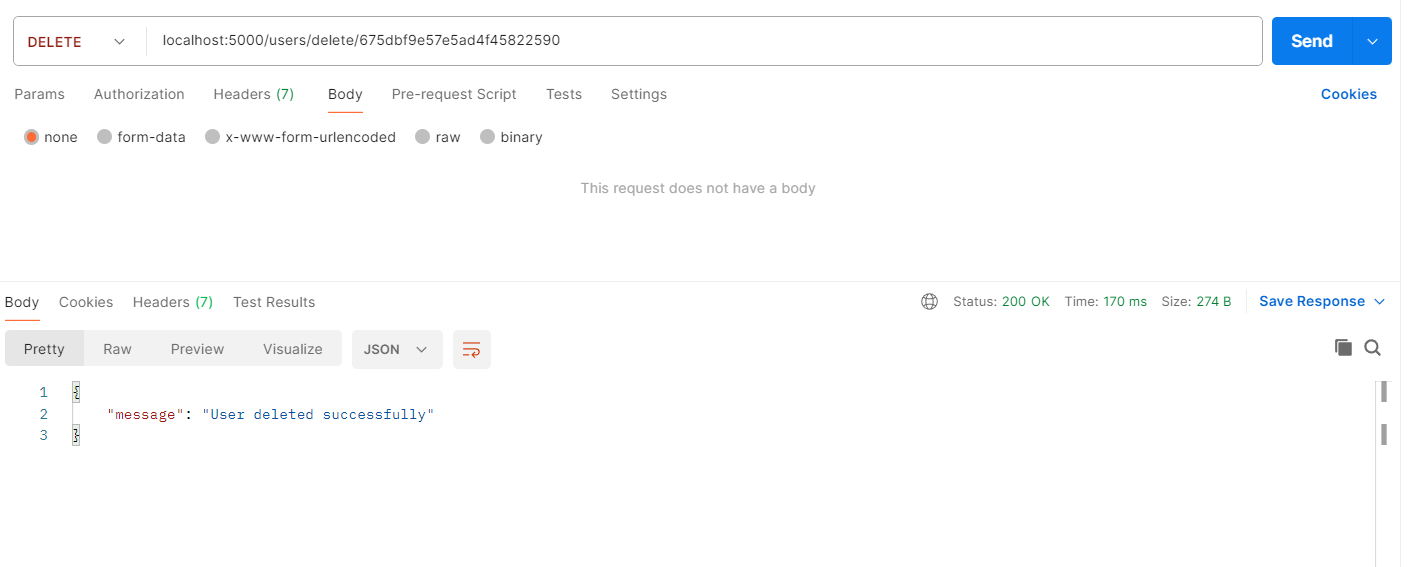 DELETE localhost:5000/users/delete/675dbf9e57e5ad4f45822590 Send
Params Authorization Headers (7) Body Pre-request Script Tests Settings Cookies
none form-data x-www-form-urlencoded raw binary
This request does not have a body
Body Cookies Headers (7) Test Results Status: 200 OK Time: 170 ms Size: 274 B Save Response
Pretty Raw Preview Visualize JSON
1 {
2 "message": "User deleted successfully"
3 }